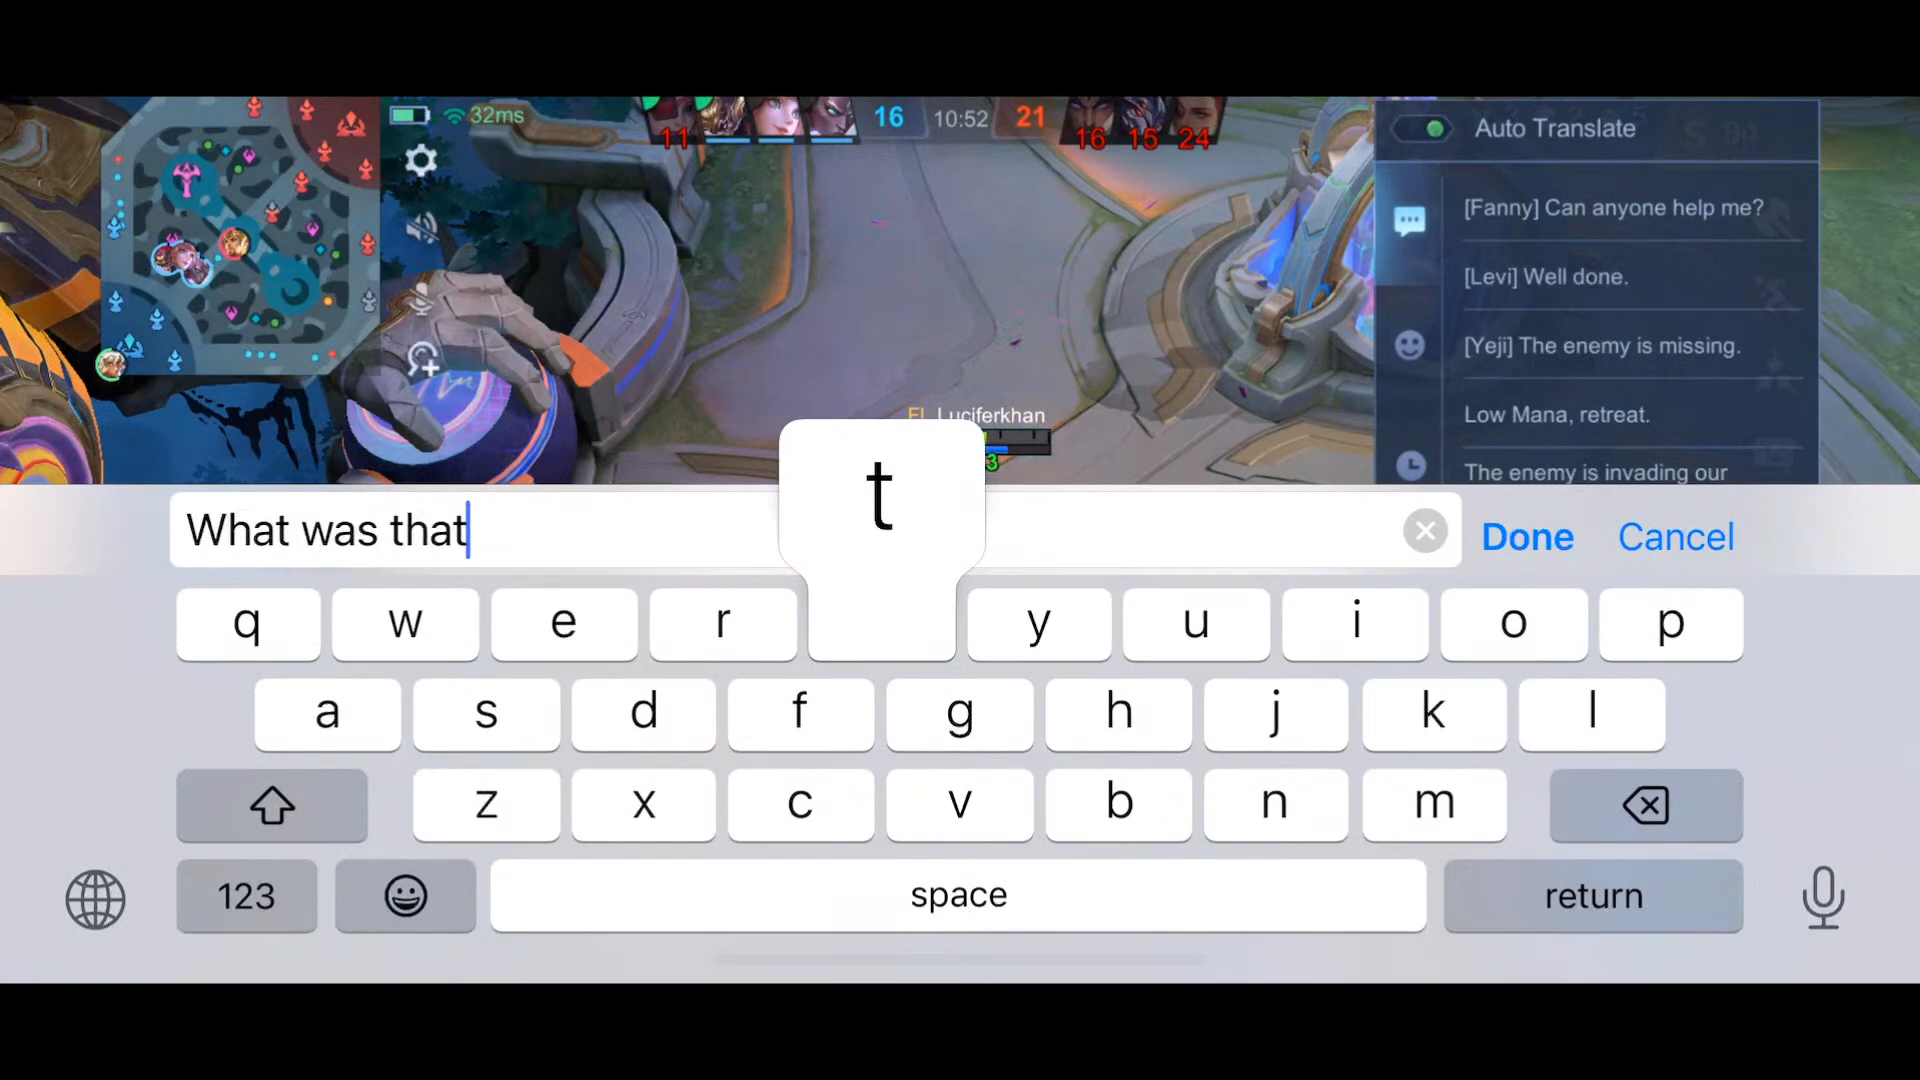 32ms
11
16 10:52 21
16 15 24
Auto Translate
[Fanny] Can anyone help me?
[Levi] Well done.
[Yeji] The enemy is missing.
Low Mana, retreat.
The enemy is invading our
Luciferkhan
3
t
What was that
Done Cancel
q w e r y u i o p
a s d f g h j k l
z x c v b n m
123 space return